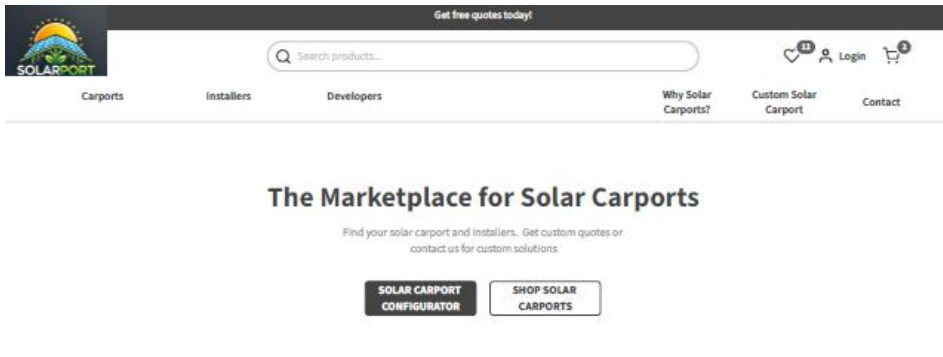 Get free quotes today!
SOLARPORT
Search products...
12
Login
2
Carports
Installers
Developers
Why Solar
Carports?
Custom Solar
Carport
Contact
The Marketplace for Solar Carports
Find your solar carport and installers. Get custom quotes or
contact us for custom solutions
SOLAR CARPORT
CONFIGURATOR
SHOP SOLAR
CARPORTS